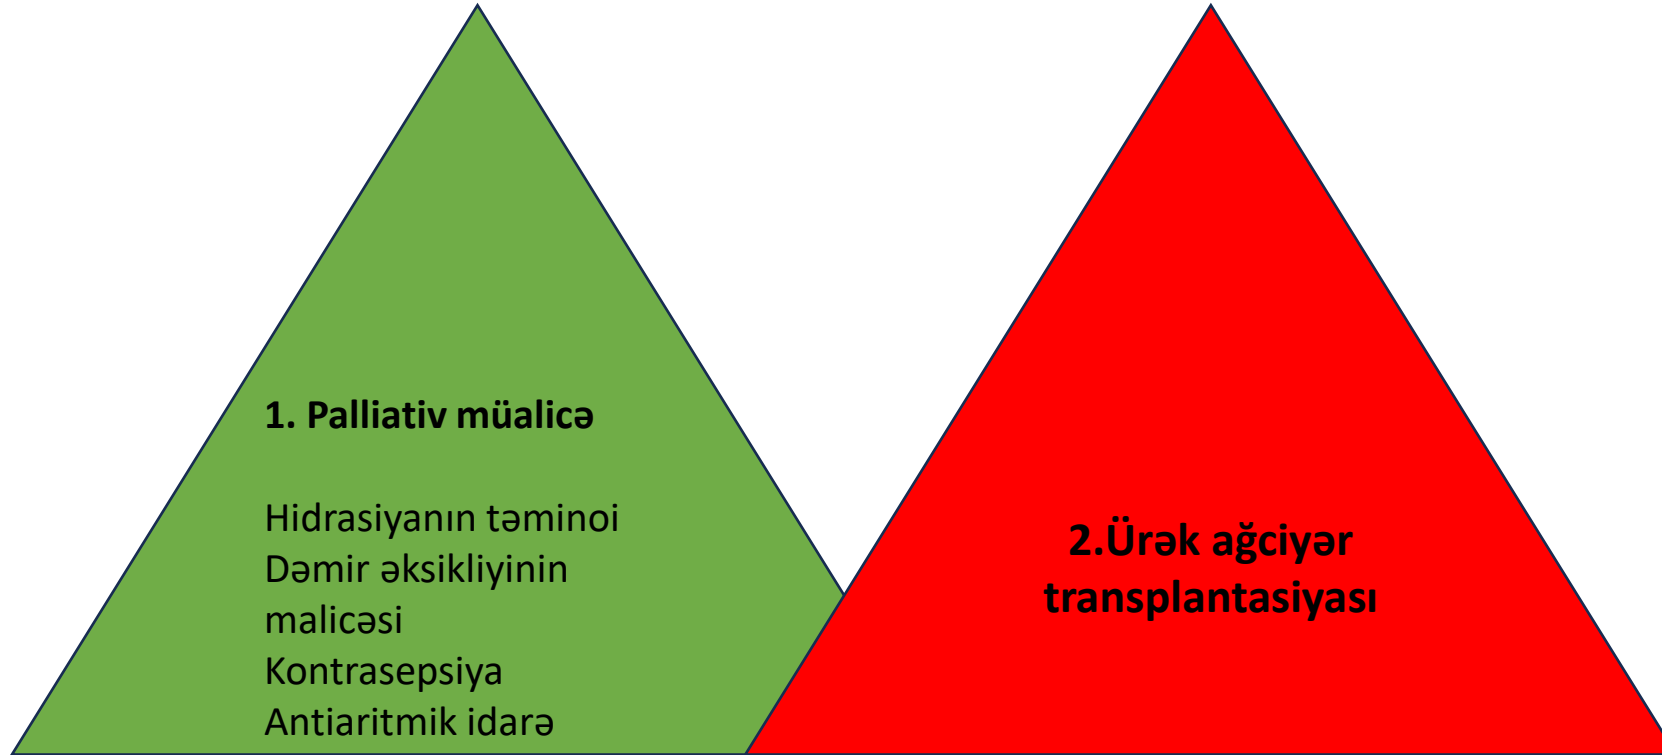 1. Palliativ müalicə
Hidrasiyanın təminoi
Dəmir əksikliyinin
malicəsi
Kontrasepsiya
Antiaritmik idarə
2.Ürək ağciyər
transplantasiyası